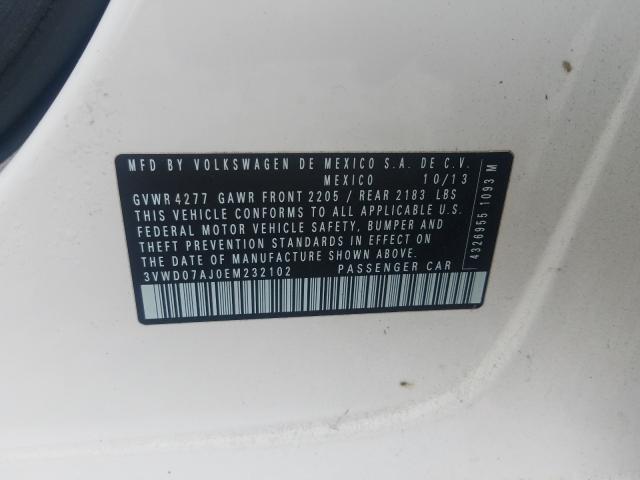 MFD BY VOLKSWAGEN DE MEXICO S.A. DE C.V.
MEXICO 10/13
GVWR 4277 GAWR FRONT 2205 / REAR 2183 LBS
THIS VEHICLE CONFORMS TO ALL APPLICABLE U.S.
FEDERAL MOTOR VEHICLE SAFETY, BUMPER AND
THEFT PREVENTION STANDARDS IN EFFECT ON
THE DATE OF MANUFACTURE SHOWN ABOVE.
3VWD07AJ0EM232102 PASSENGER CAR
4326955 1093 M